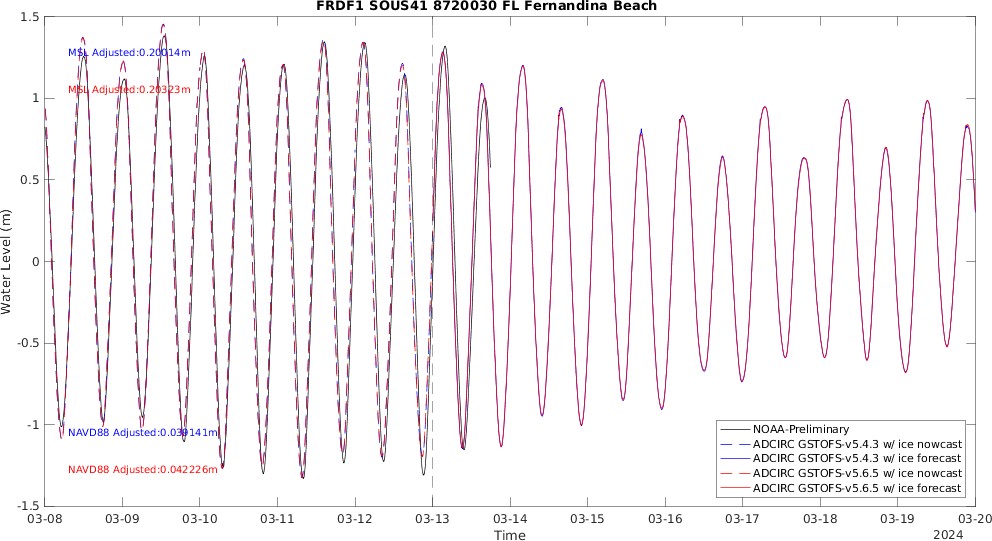 FRDF1 SOUS41 8720030 FL Fernandina Beach
1.5
1
0.5
0
-0.5
-1
-1.5
Water Level (m)
MSL Adjusted:0.20014m
MSL Adjusted:0.20323m
NAVD88 Adjusted:0.039141m
NAVD88 Adjusted:0.042226m
NOAA-Preliminary
ADCIRC GSTOFS-v5.4.3 w/ ice nowcast
ADCIRC GSTOFS-v5.4.3 w/ ice forecast
ADCIRC GSTOFS-v5.6.5 w/ ice nowcast
ADCIRC GSTOFS-v5.6.5 w/ ice forecast
03-08 03-09 03-10 03-11 03-12 03-13 03-14 03-15 03-16 03-17 03-18 03-19 03-20
Time
2024